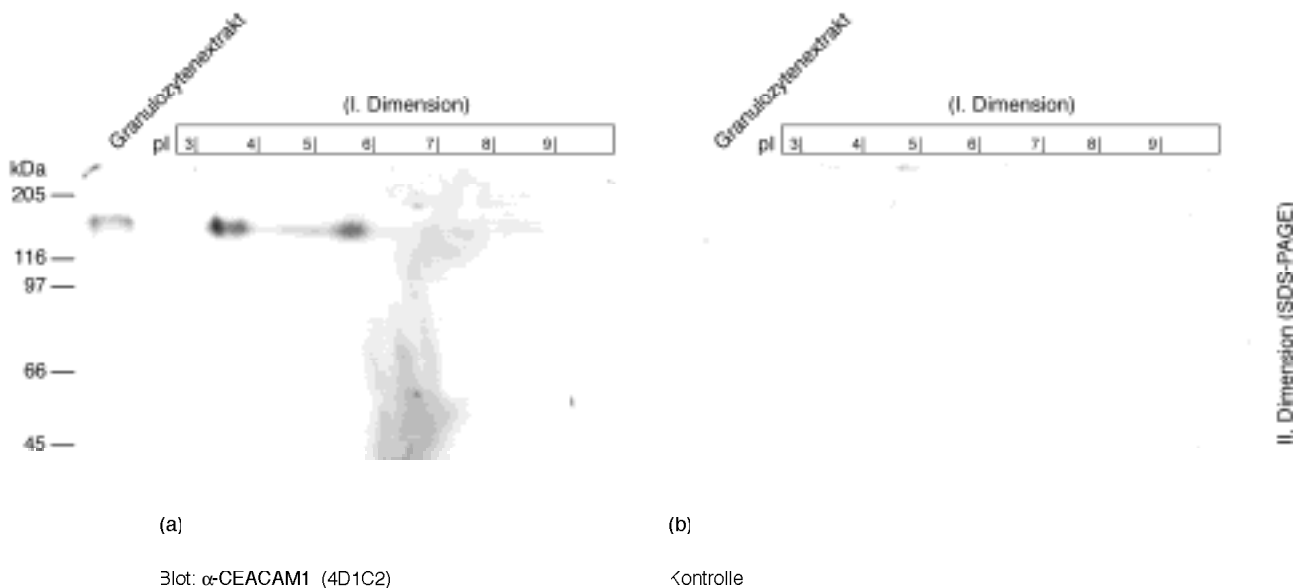 Granulozytenextrakt
(I. Dimension)
pI 3 4 5 6 7 8 9
kDa
205
116
97
66
45
Granulozytenextrakt
(I. Dimension)
pI 3 4 5 6 7 8 9
II. Dimension (SDS-PAGE)
(a)
(b)
Blot: α-CEACAM1 (4D1C2)
Kontrolle